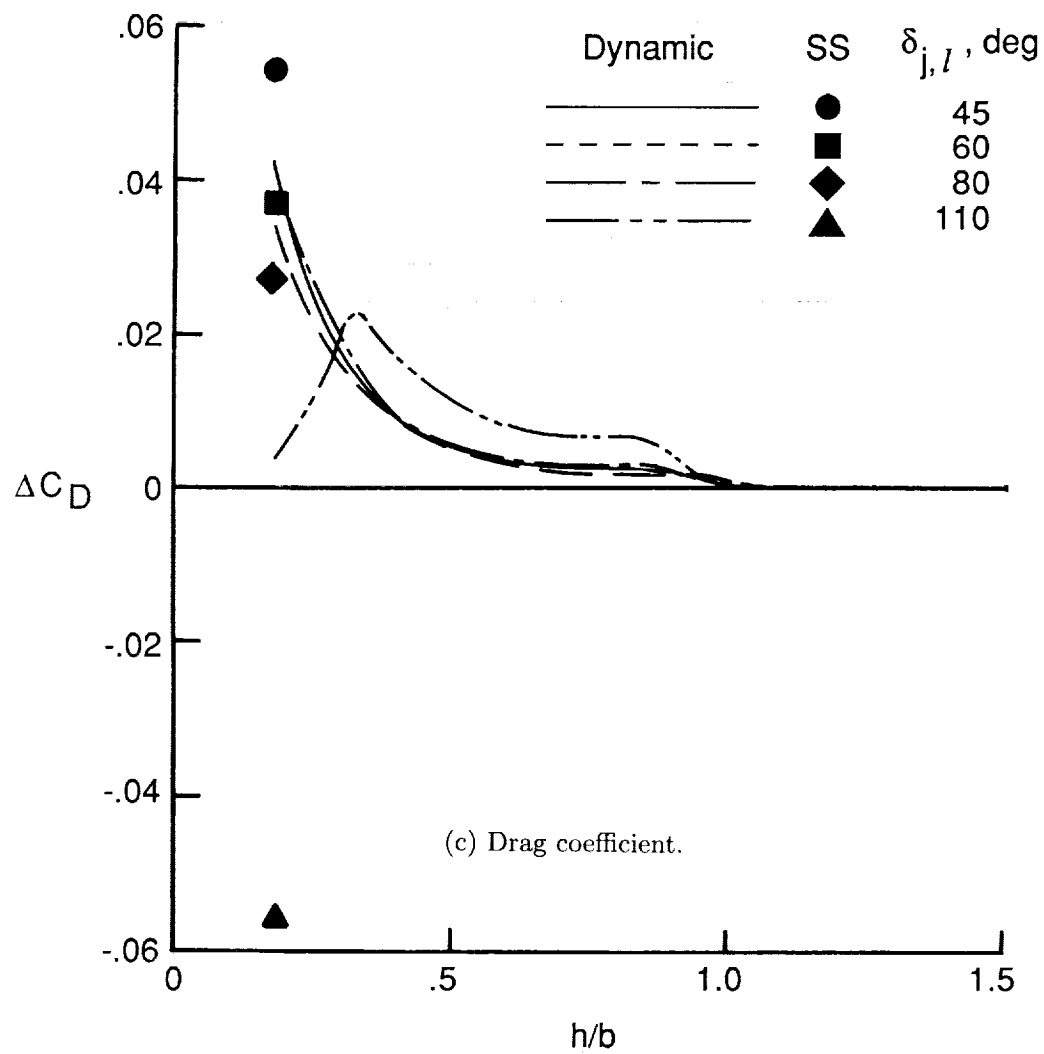 Dynamic SS δj,l, deg
45
60
80
110
.06
.04
.02
0
-.02
-.04
-.06
ΔCD
0 .5 1.0 1.5
h/b
(c) Drag coefficient.